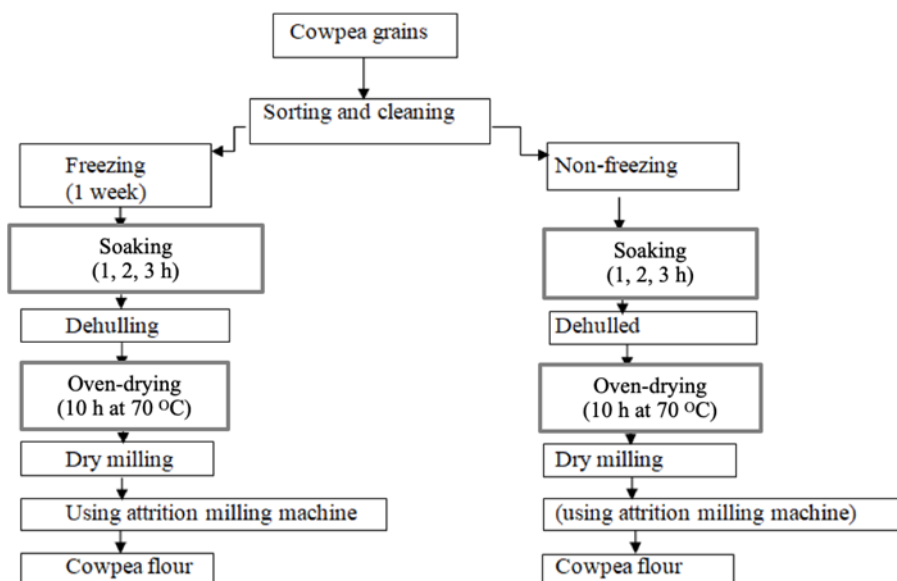 Cowpea grains
Sorting and cleaning
Freezing
(1 week)
Soaking
(1, 2, 3 h)
Dehulling
Oven-drying
(10 h at 70 ᴼC)
Dry milling
Using attrition milling machine
Cowpea flour
Non-freezing
Soaking
(1, 2, 3 h)
Dehulled
Oven-drying
(10 h at 70 ᴼC)
Dry milling
(using attrition milling machine)
Cowpea flour